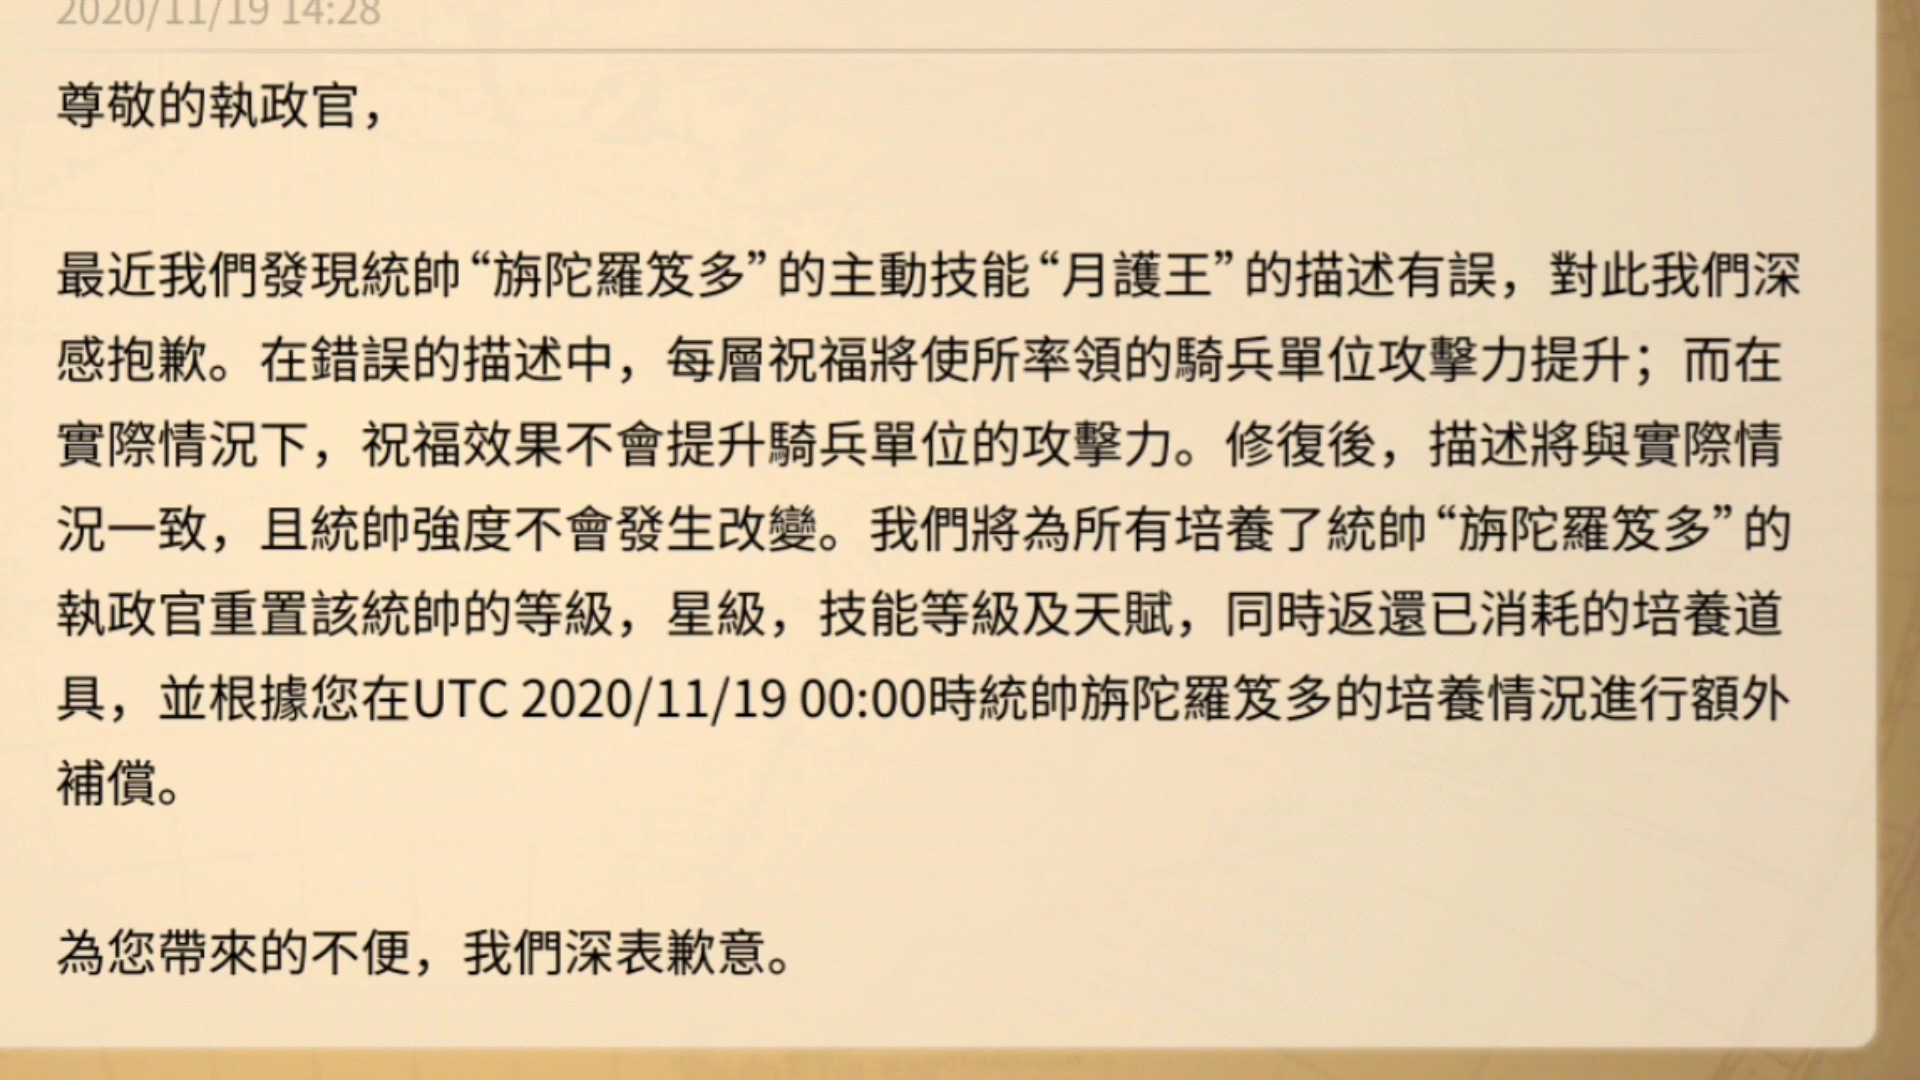 2020/11/19 14:28
尊敬的執政官，
最近我們發現統帥“旃陀羅笈多”的主動技能“月護王”的描述有誤，對此我們深
感抱歉。在錯誤的描述中，每層祝福將使所率領的騎兵單位攻擊力提升；而在
實際情況下，祝福效果不會提升騎兵單位的攻擊力。修復後，描述將與實際情
況一致，且統帥強度不會發生改變。我們將為所有培養了統帥“旃陀羅笈多”的
執政官重置該統帥的等級，星級，技能等級及天賦，同時返還已消耗的培養道
具，並根據您在UTC 2020/11/19 00:00時統帥旃陀羅笈多的培養情況進行額外
補償。
為您帶來的不便，我們深表歉意。